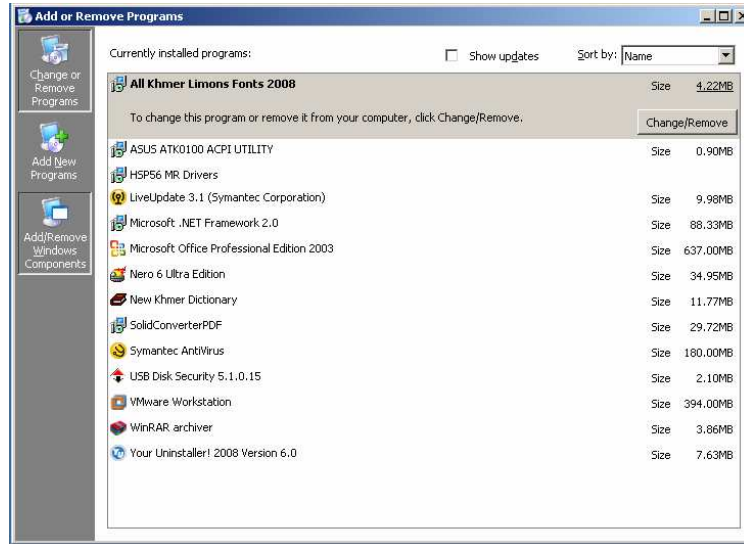 Add or Remove Programs
Change or
Remove
Programs
Add New
Programs
Add/Remove
Windows
Components
Currently installed programs:
Show updates
Sort by: Name
All Khmer Limons Fonts 2008 Size 4.22MB
To change this program or remove it from your computer, click Change/Remove. Change/Remove
ASUS ATK0100 ACPI UTILITY Size 0.90MB
HSP56 MR Drivers
LiveUpdate 3.1 (Symantec Corporation) Size 9.98MB
Microsoft .NET Framework 2.0 Size 88.33MB
Microsoft Office Professional Edition 2003 Size 637.00MB
Nero 6 Ultra Edition Size 34.95MB
New Khmer Dictionary Size 11.77MB
SolidConverterPDF Size 29.72MB
Symantec AntiVirus Size 180.00MB
USB Disk Security 5.1.0.15 Size 2.10MB
VMware Workstation Size 394.00MB
WinRAR archiver Size 3.86MB
Your Uninstaller! 2008 Version 6.0 Size 7.63MB